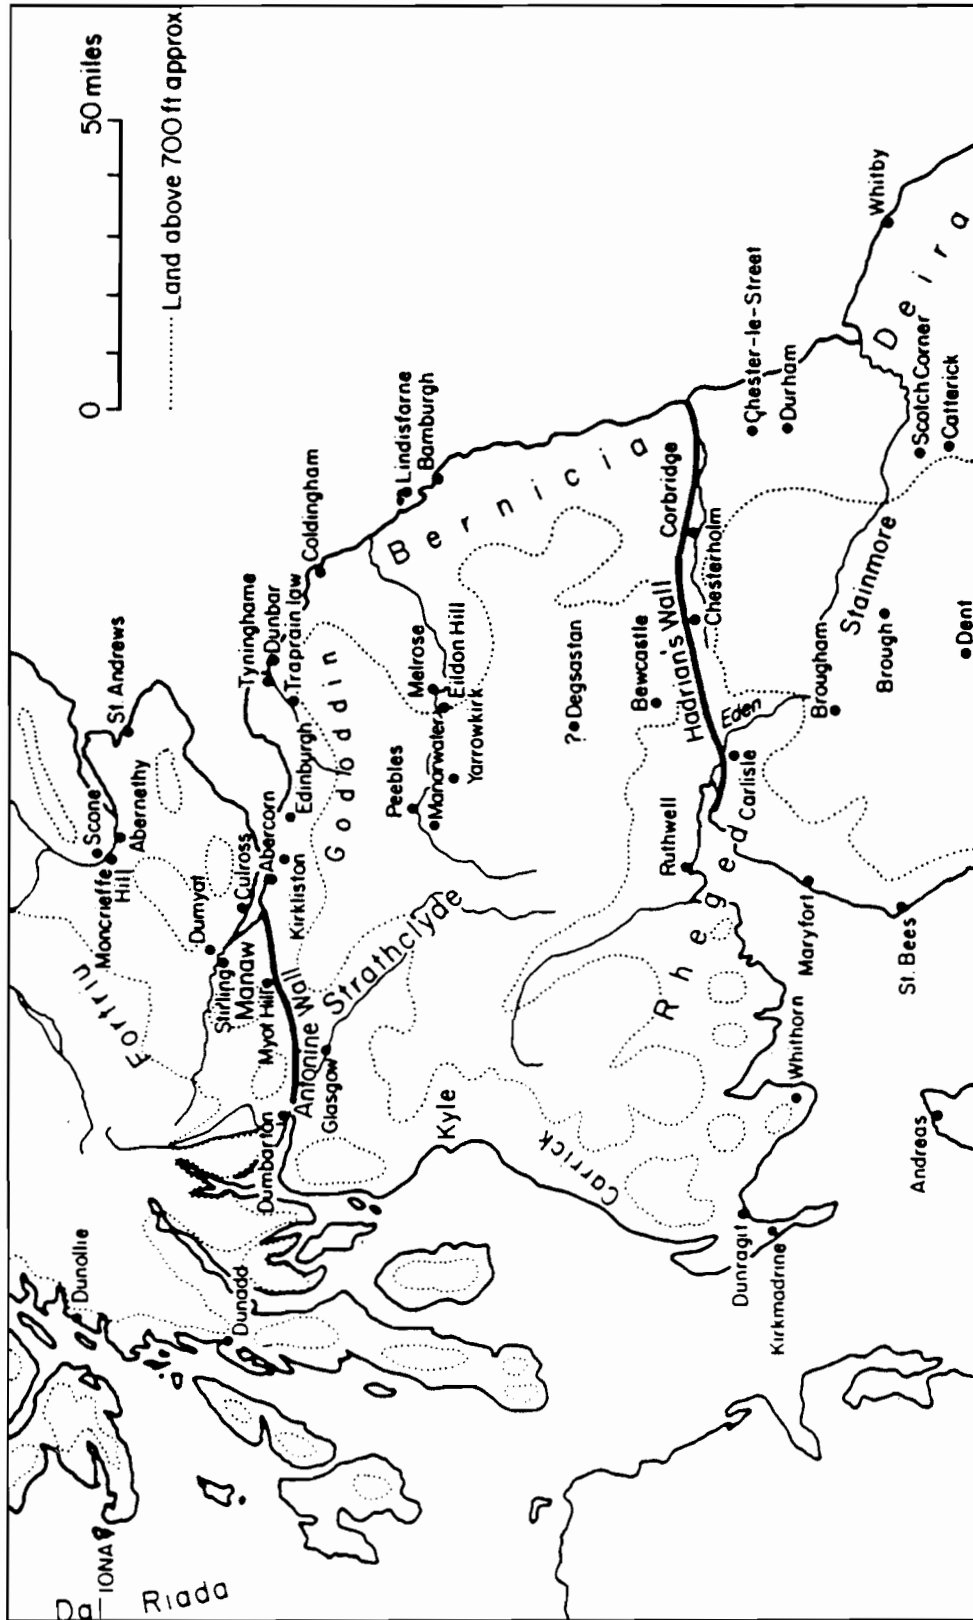 0 50 miles
Land above 700 ft approx.
Scone
Moncrieffe
Hill
Abernethy
St. Andrews
Fortriu
Dumyat
Stirling
Culross
Manaw
Myot Hill
Abercorn
Kirkliston
Edinburgh
Tyninghame
Dunbar
Traprain law
Coldingham
Antonine Wall
Dumbarton
Glasgow
Strathclyde
Gododdin
Peebles
Manorwater
Melrose
Eildon Hill
Yarrowkirk
Lindisfarne
Bamburgh
Bernicia
Dunollie
Dunadd
IONA
Dal Riada
Kyle
Carrick
? Degsastan
Bewcastle
Hadrian's Wall
Corbridge
Chesterholm
Chester-le-Street
Durham
Ruthwell
Rheged
Eden
Carlisle
Maryfort
St. Bees
Brougham
Brough
Stainmore
Dent
Scotch Corner
Catterick
Deira
Whitby
Whithorn
Dunragit
Kirkmadrine
Andreas